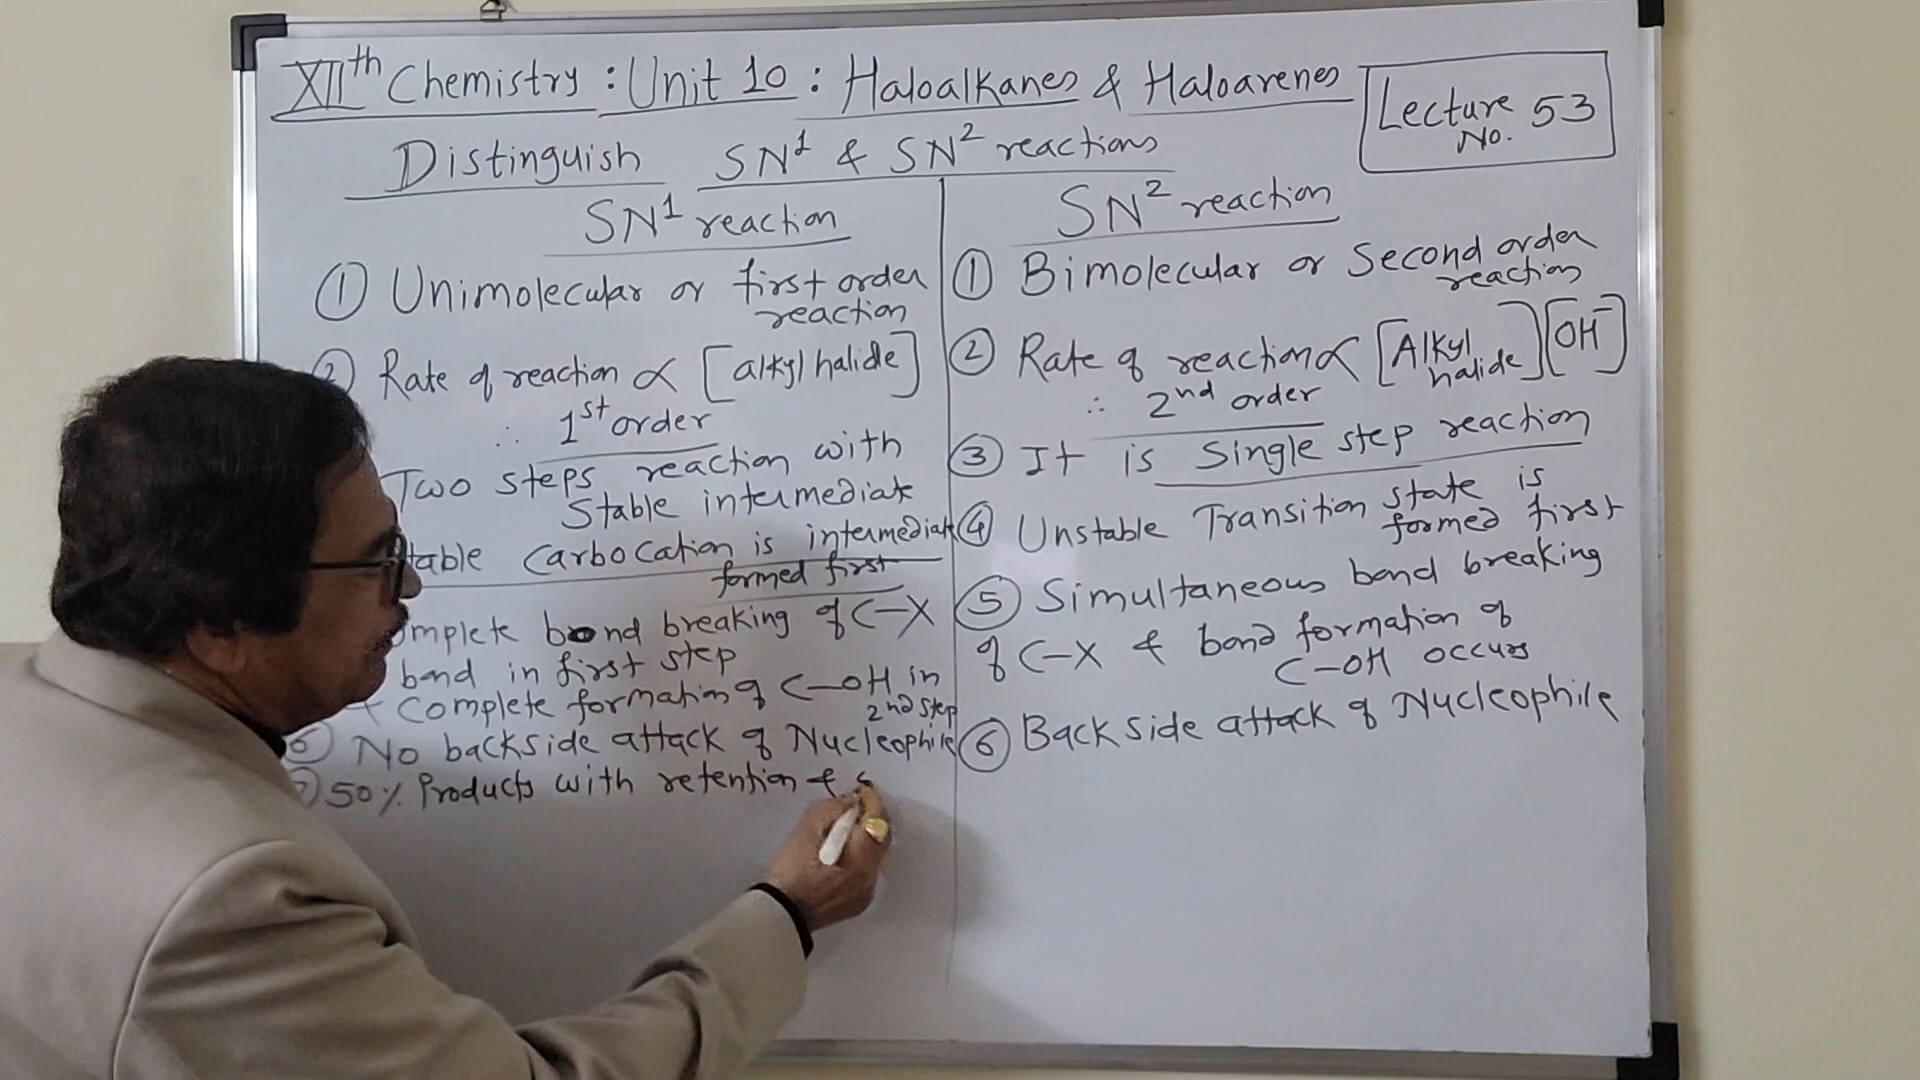 XIIth Chemistry : Unit 10 : Haloalkanes & Haloarenes
Lecture No. 53
Distinguish SN1 & SN2 reactions
SN1 reaction
① Unimolecular or first order
reaction
Rate of reaction ∝ [alkyl halide]
∴ 1st order
Two steps reaction with
Stable intermediate
table Carbocation is intermediate
formed first
omplete bond breaking of C–X
bond in first step
+ Complete formation of C–OH in
2nd step
⑥ No backside attack of Nucleophile
50% Products with retention &
SN2 reaction
① Bimolecular or Second order
reaction
② Rate of reaction ∝ [Alkyl halide] [OH–]
∴ 2nd order
③ It is Single step reaction
④ Unstable Transition state is
formed first
⑤ Simultaneous bond breaking
of C–X & bond formation of
C–OH occurs
⑥ Backside attack of Nucleophile